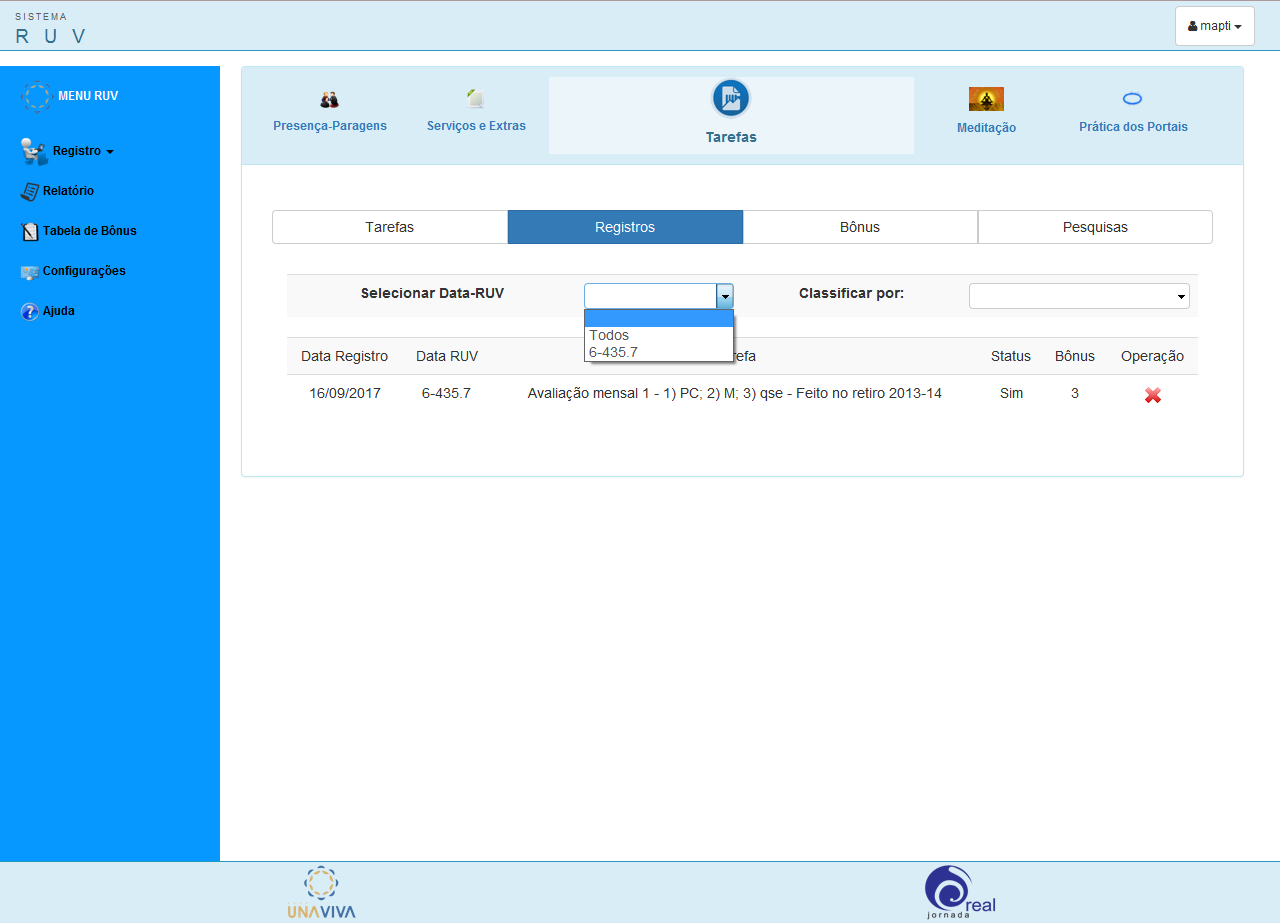 SISTEMA
R U V
mapti
MENU RUV
Registro
Relatório
Tabela de Bônus
Configurações
Ajuda
Presença-Paragens
Serviços e Extras
Tarefas
Meditação
Prática dos Portais
Tarefas Registros Bônus Pesquisas
Selecionar Data-RUV Classificar por:
Todos
6-435.7
Data Registro Data RUV refa Status Bônus Operação
16/09/2017 6-435.7 Avaliação mensal 1 - 1) PC; 2) M; 3) qse - Feito no retiro 2013-14 Sim 3
UNAVIVA
real
jornada